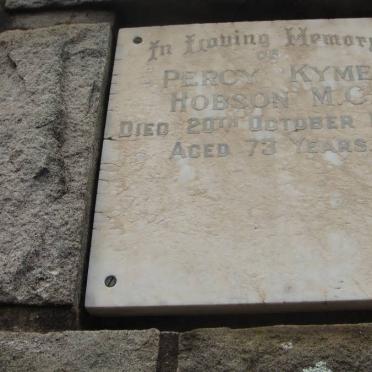 In Loving Memor
OF
PERCY KYME
HOBSON M.C
DIED 20TH OCTOBER
AGED 73 YEARS.